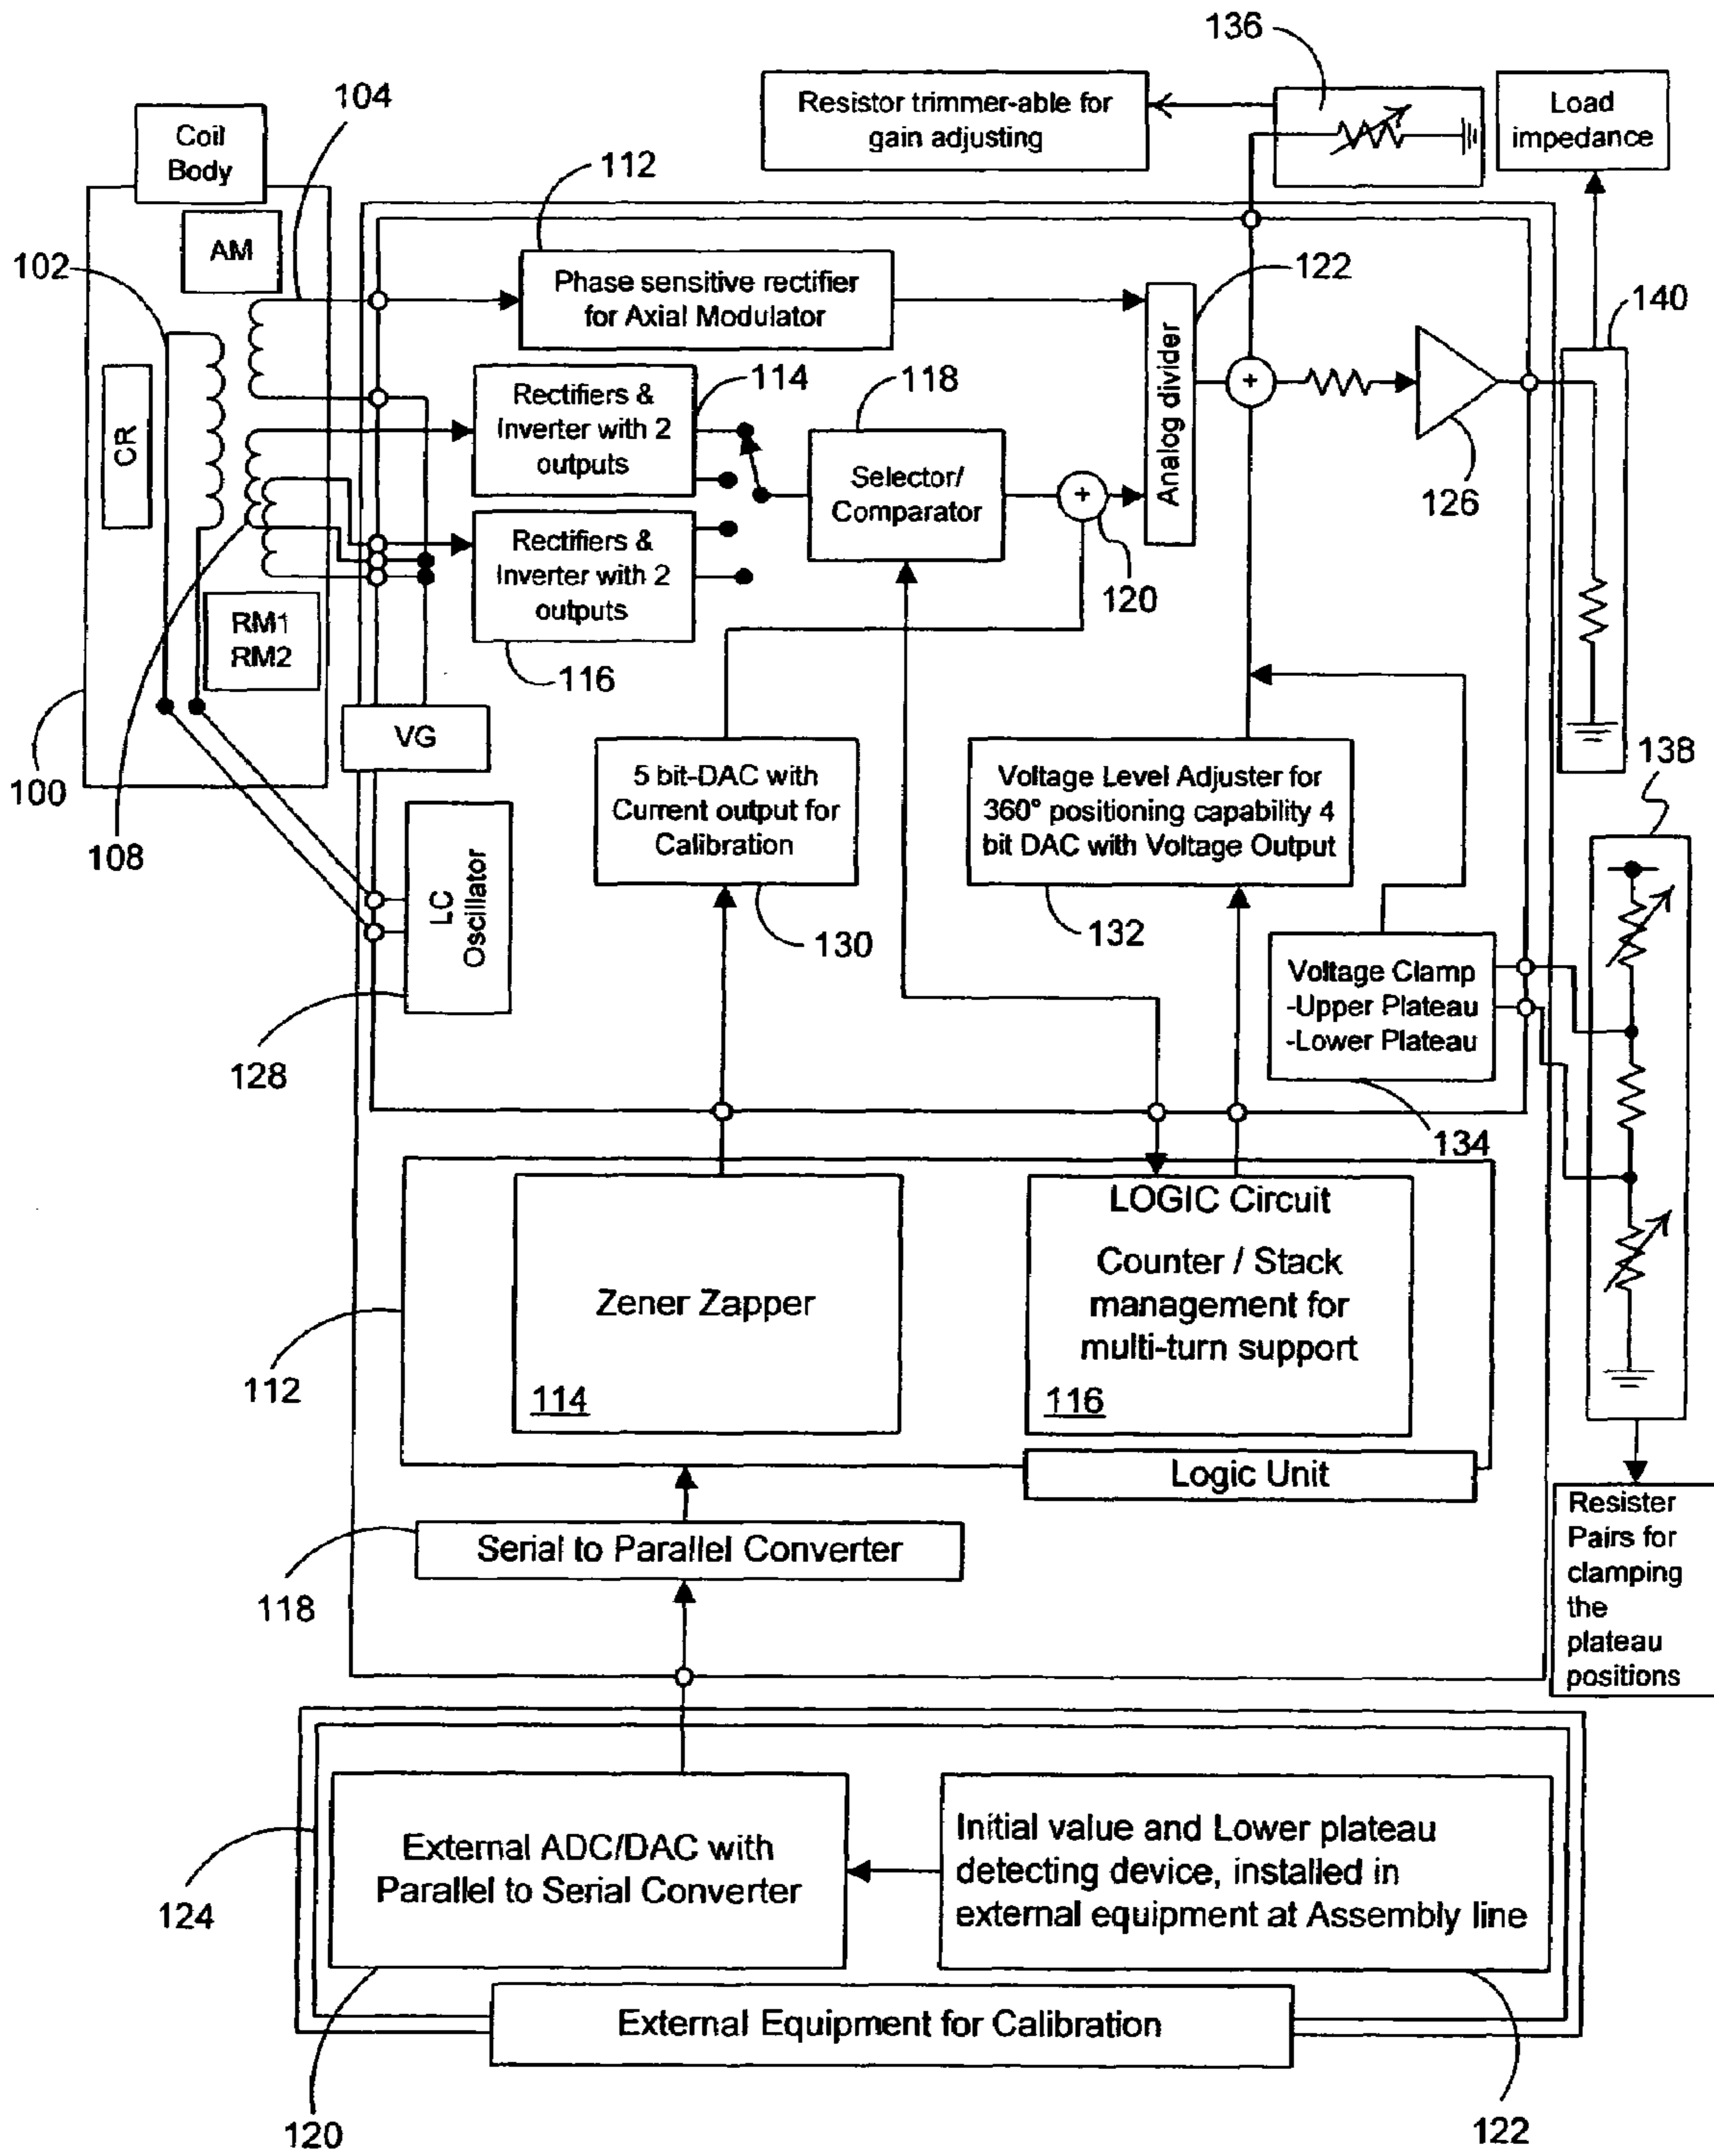 136
Resistor trimmer-able for
gain adjusting
Load
impedance
104
Coil
Body
112
AM
102
Phase sensitive rectifier
for Axial Modulator
122
140
CR
Rectifiers &
Inverter with 2
outputs
114
118
Selector/
Comparator
+
Analog divider
+
126
Rectifiers &
Inverter with 2
outputs
120
RM1
RM2
116
VG
100
108
5 bit-DAC with
Current output for
Calibration
Voltage Level Adjuster for
360° positioning capability 4
bit DAC with Voltage Output
138
LC
Oscillator
130
132
Voltage Clamp
-Upper Plateau
-Lower Plateau
128
134
Zener Zapper
114
LOGIC Circuit
Counter / Stack
management for
multi-turn support
116
112
Logic Unit
Serial to Parallel Converter
118
Resister
Pairs for
clamping
the
plateau
positions
External ADC/DAC with
Parallel to Serial Converter
Initial value and Lower plateau
detecting device, installed in
external equipment at Assembly line
124
External Equipment for Calibration
120
122